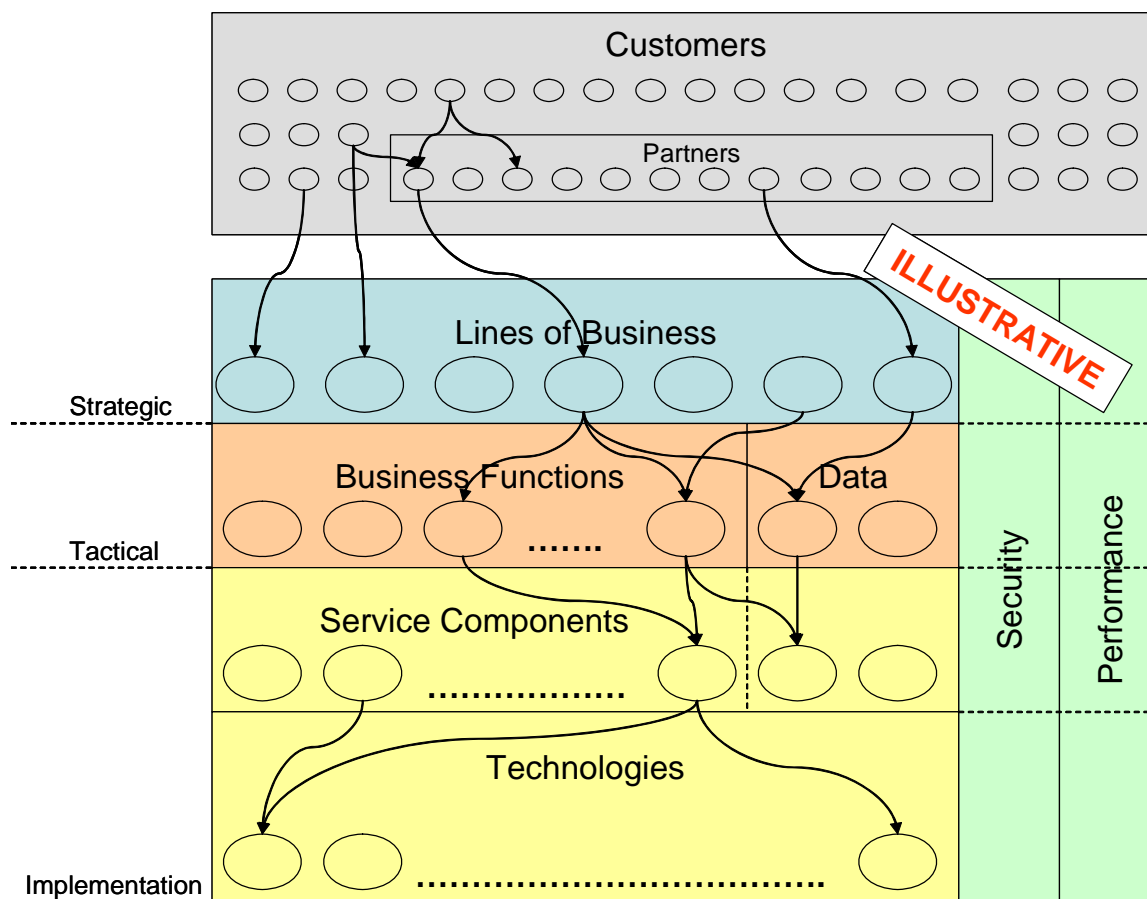 Customers
Partners
ILLUSTRATIVE
Lines of Business
Strategic
Business Functions
Data
.......
Tactical
Security
Performance
Service Components
..................
Technologies
.....................................
Implementation